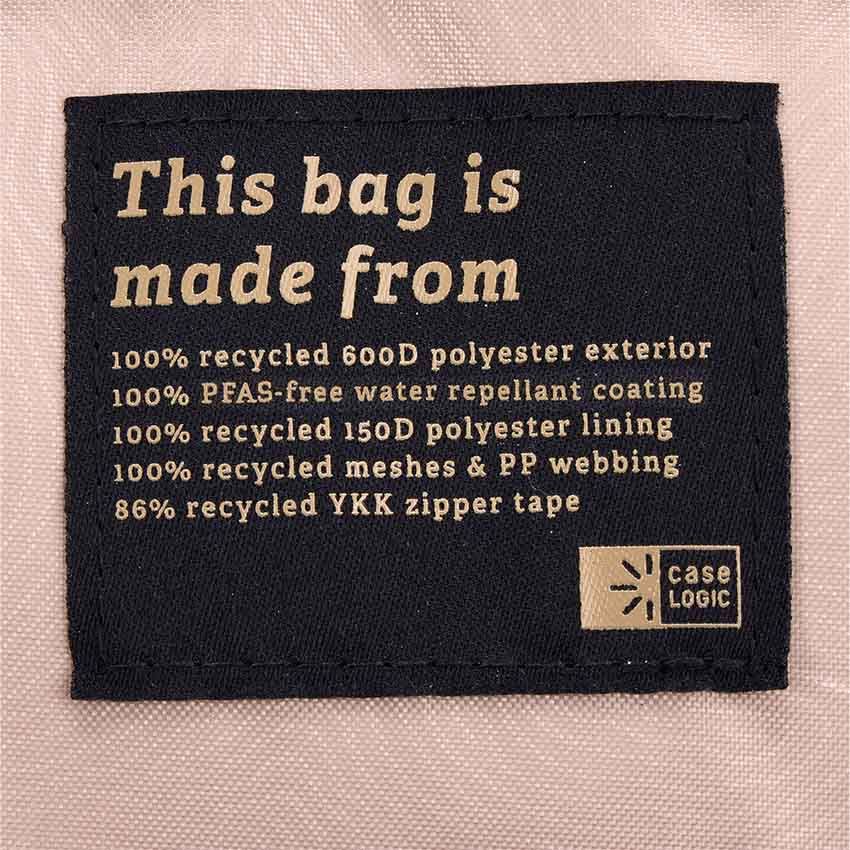 This bag is
made from
100% recycled 600D polyester exterior
100% PFAS-free water repellant coating
100% recycled 150D polyester lining
100% recycled meshes & PP webbing
86% recycled YKK zipper tape
case
LOGIC